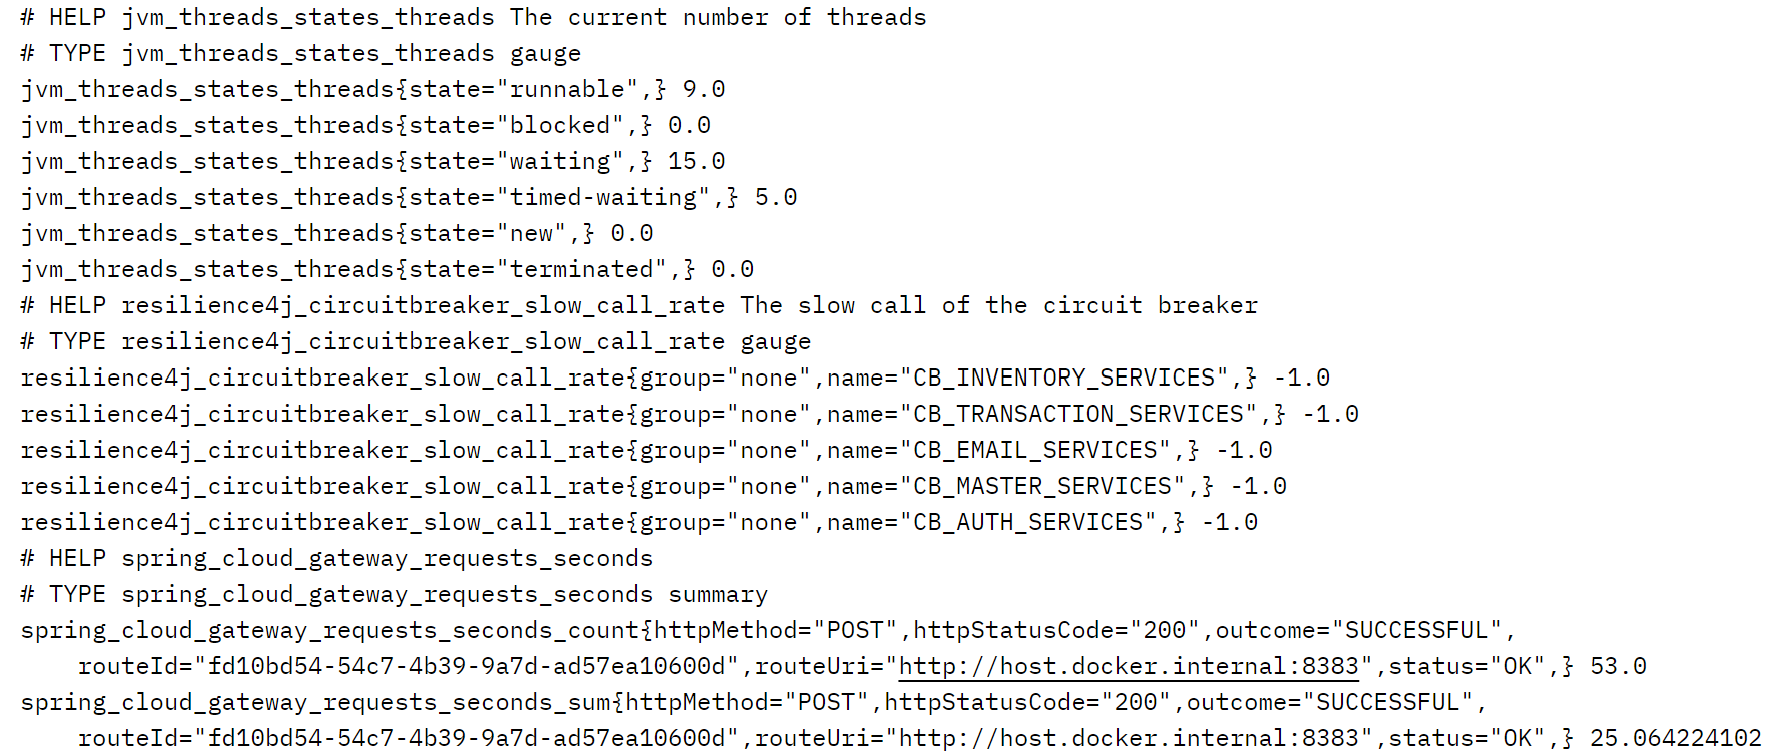 # HELP jvm_threads_states_threads The current number of threads
# TYPE jvm_threads_states_threads gauge
jvm_threads_states_threads{state="runnable",} 9.0
jvm_threads_states_threads{state="blocked",} 0.0
jvm_threads_states_threads{state="waiting",} 15.0
jvm_threads_states_threads{state="timed-waiting",} 5.0
jvm_threads_states_threads{state="new",} 0.0
jvm_threads_states_threads{state="terminated",} 0.0
# HELP resilience4j_circuitbreaker_slow_call_rate The slow call of the circuit breaker
# TYPE resilience4j_circuitbreaker_slow_call_rate gauge
resilience4j_circuitbreaker_slow_call_rate{group="none",name="CB_INVENTORY_SERVICES",} -1.0
resilience4j_circuitbreaker_slow_call_rate{group="none",name="CB_TRANSACTION_SERVICES",} -1.0
resilience4j_circuitbreaker_slow_call_rate{group="none",name="CB_EMAIL_SERVICES",} -1.0
resilience4j_circuitbreaker_slow_call_rate{group="none",name="CB_MASTER_SERVICES",} -1.0
resilience4j_circuitbreaker_slow_call_rate{group="none",name="CB_AUTH_SERVICES",} -1.0
# HELP spring_cloud_gateway_requests_seconds
# TYPE spring_cloud_gateway_requests_seconds summary
spring_cloud_gateway_requests_seconds_count{httpMethod="POST",httpStatusCode="200",outcome="SUCCESSFUL",
    routeId="fd10bd54-54c7-4b39-9a7d-ad57ea10600d",routeUri="http://host.docker.internal:8383",status="OK",} 53.0
spring_cloud_gateway_requests_seconds_sum{httpMethod="POST",httpStatusCode="200",outcome="SUCCESSFUL",
    routeId="fd10bd54-54c7-4b39-9a7d-ad57ea10600d",routeUri="http://host.docker.internal:8383",status="OK",} 25.064224102